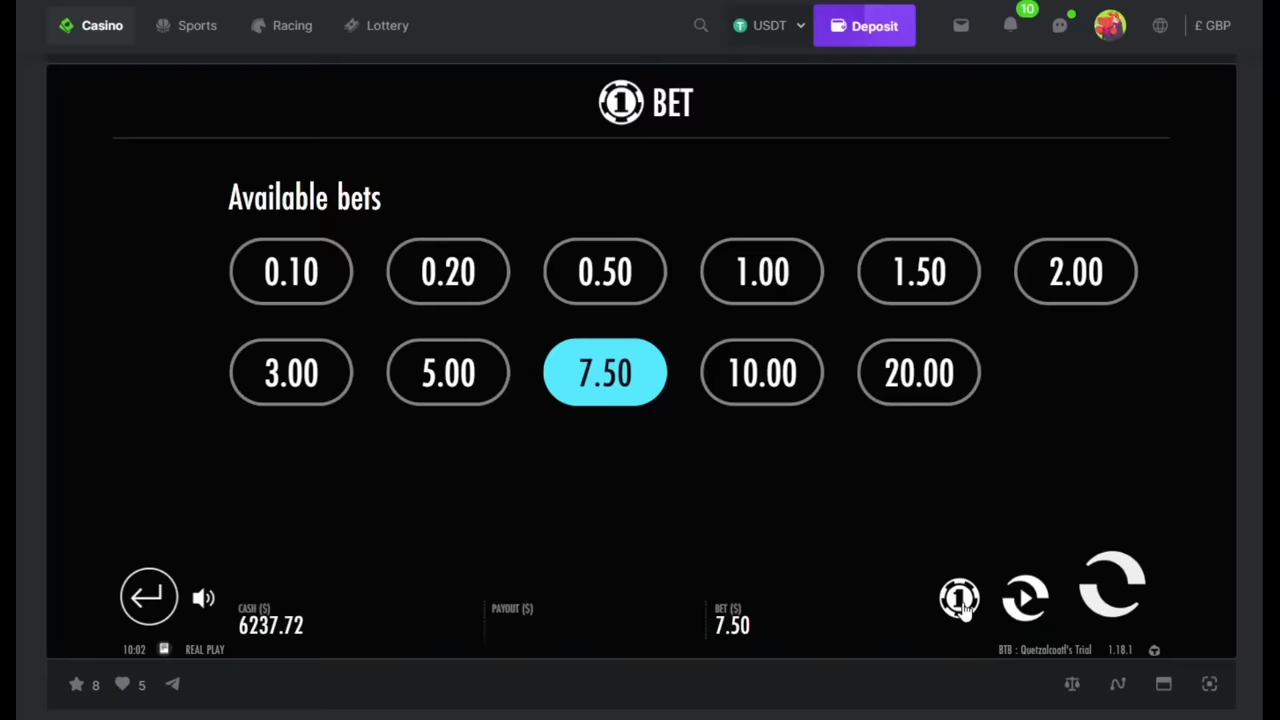 Casino Sports Racing Lottery USDT Deposit 10 £ GBP
1 BET
Available bets
0.10 0.20 0.50 1.00 1.50 2.00
3.00 5.00 7.50 10.00 20.00
1
CASH ($) PAYOUT ($) BET ($)
6237.72 7.50
10:02 REAL PLAY BTB : Quetzalcoatl's Trial 1.18.1
8 5